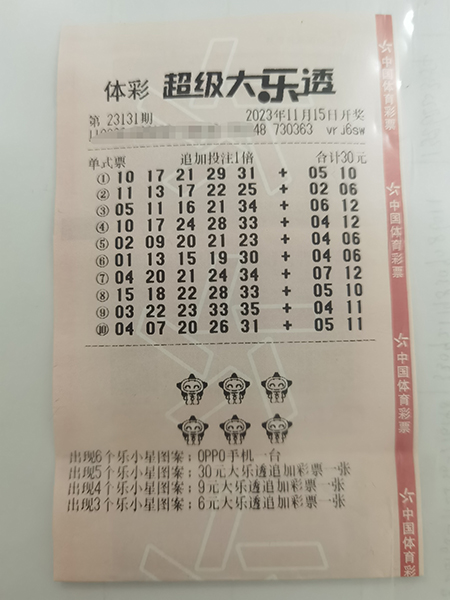 体彩 超级大乐透
第 23131期 2023年11月15日开奖
48 730363 vrJ6sw
单式票 追加投注1倍 合计30元
① 10 17 21 29 31 + 05 10
② 11 13 17 22 25 + 02 06
③ 05 11 16 21 34 + 06 12
④ 10 17 24 28 33 + 04 12
⑤ 02 09 20 21 23 + 04 06
⑥ 01 13 15 19 30 + 04 06
⑦ 04 20 21 24 34 + 07 12
⑧ 15 18 22 28 33 + 05 10
⑨ 03 22 23 33 35 + 04 11
⑩ 04 07 20 26 31 + 05 11
出现6个乐小星图案：OPPO手机一台
出现5个乐小星图案：30元大乐透追加彩票一张
出现4个乐小星图案：9元大乐透追加彩票一张
出现3个乐小星图案：6元大乐透追加彩票一张
中国体育彩票
中国体育彩票
中国体育彩票
中国体育彩票